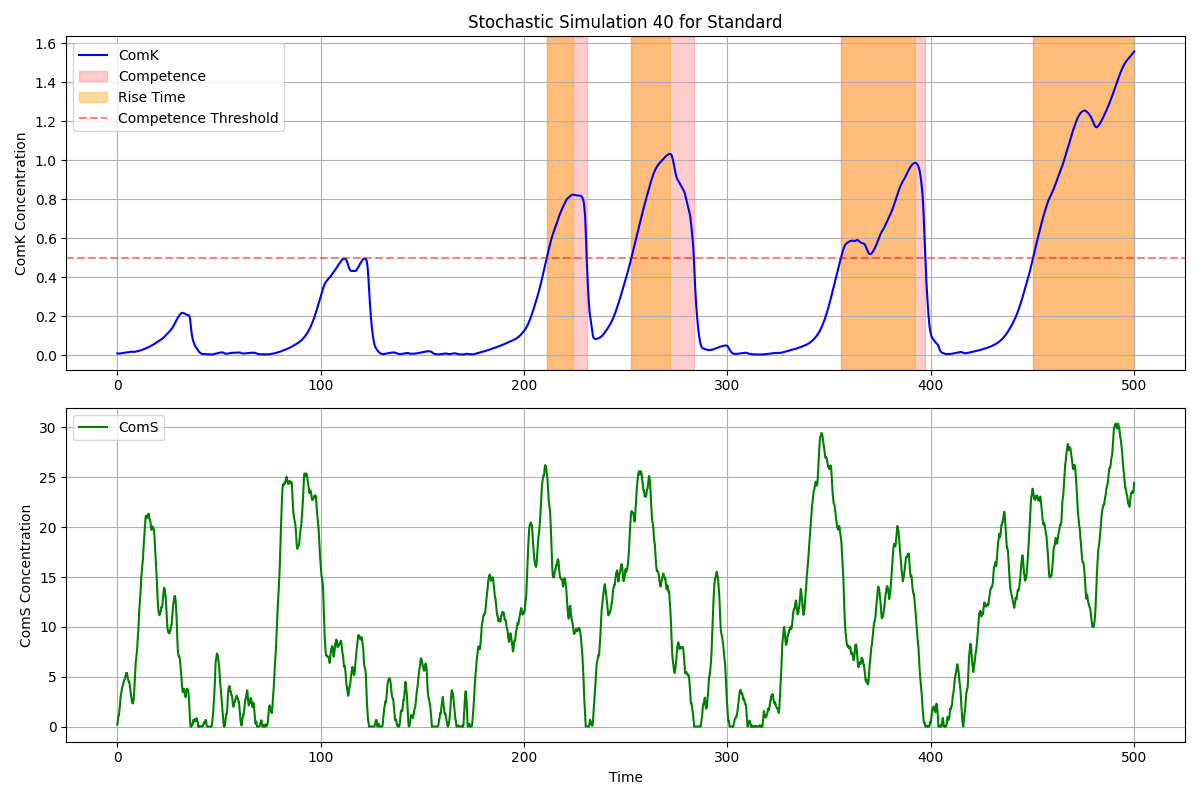 Stochastic Simulation 40 for Standard
ComK Concentration
1.6
1.4
1.2
1.0
0.8
0.6
0.4
0.2
0.0
ComK
Competence
Rise Time
Competence Threshold
0 100 200 300 400 500
ComS Concentration
30
25
20
15
10
5
0
ComS
0 100 200 300 400 500
Time